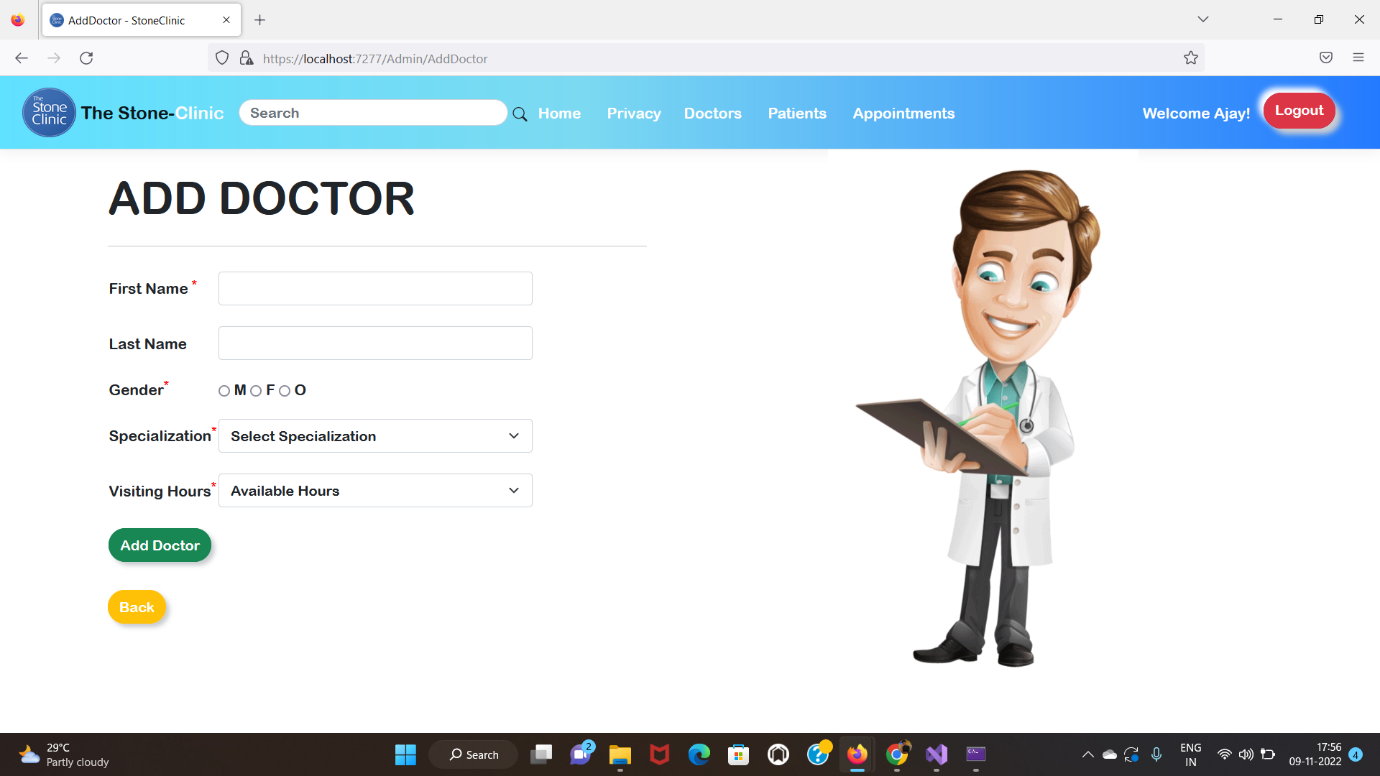 AddDoctor - StoneClinic
https://localhost:7277/Admin/AddDoctor
The
Stone
Clinic
The Stone-Clinic
Search
Home
Privacy
Doctors
Patients
Appointments
Welcome Ajay!
Logout
ADD DOCTOR
First Name *
Last Name
Gender*
M F O
Specialization*
Select Specialization
Visiting Hours*
Available Hours
Add Doctor
Back
29°C
Partly cloudy
Search
2
ENG
IN
17:56
09-11-2022
4